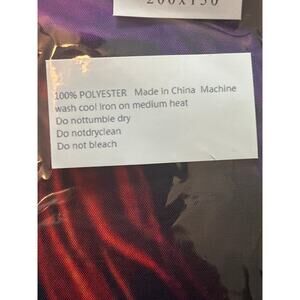 200x150
100% POLYESTER Made in China Machine
wash cool iron on medium heat
Do nottumble dry
Do notdryclean
Do not bleach